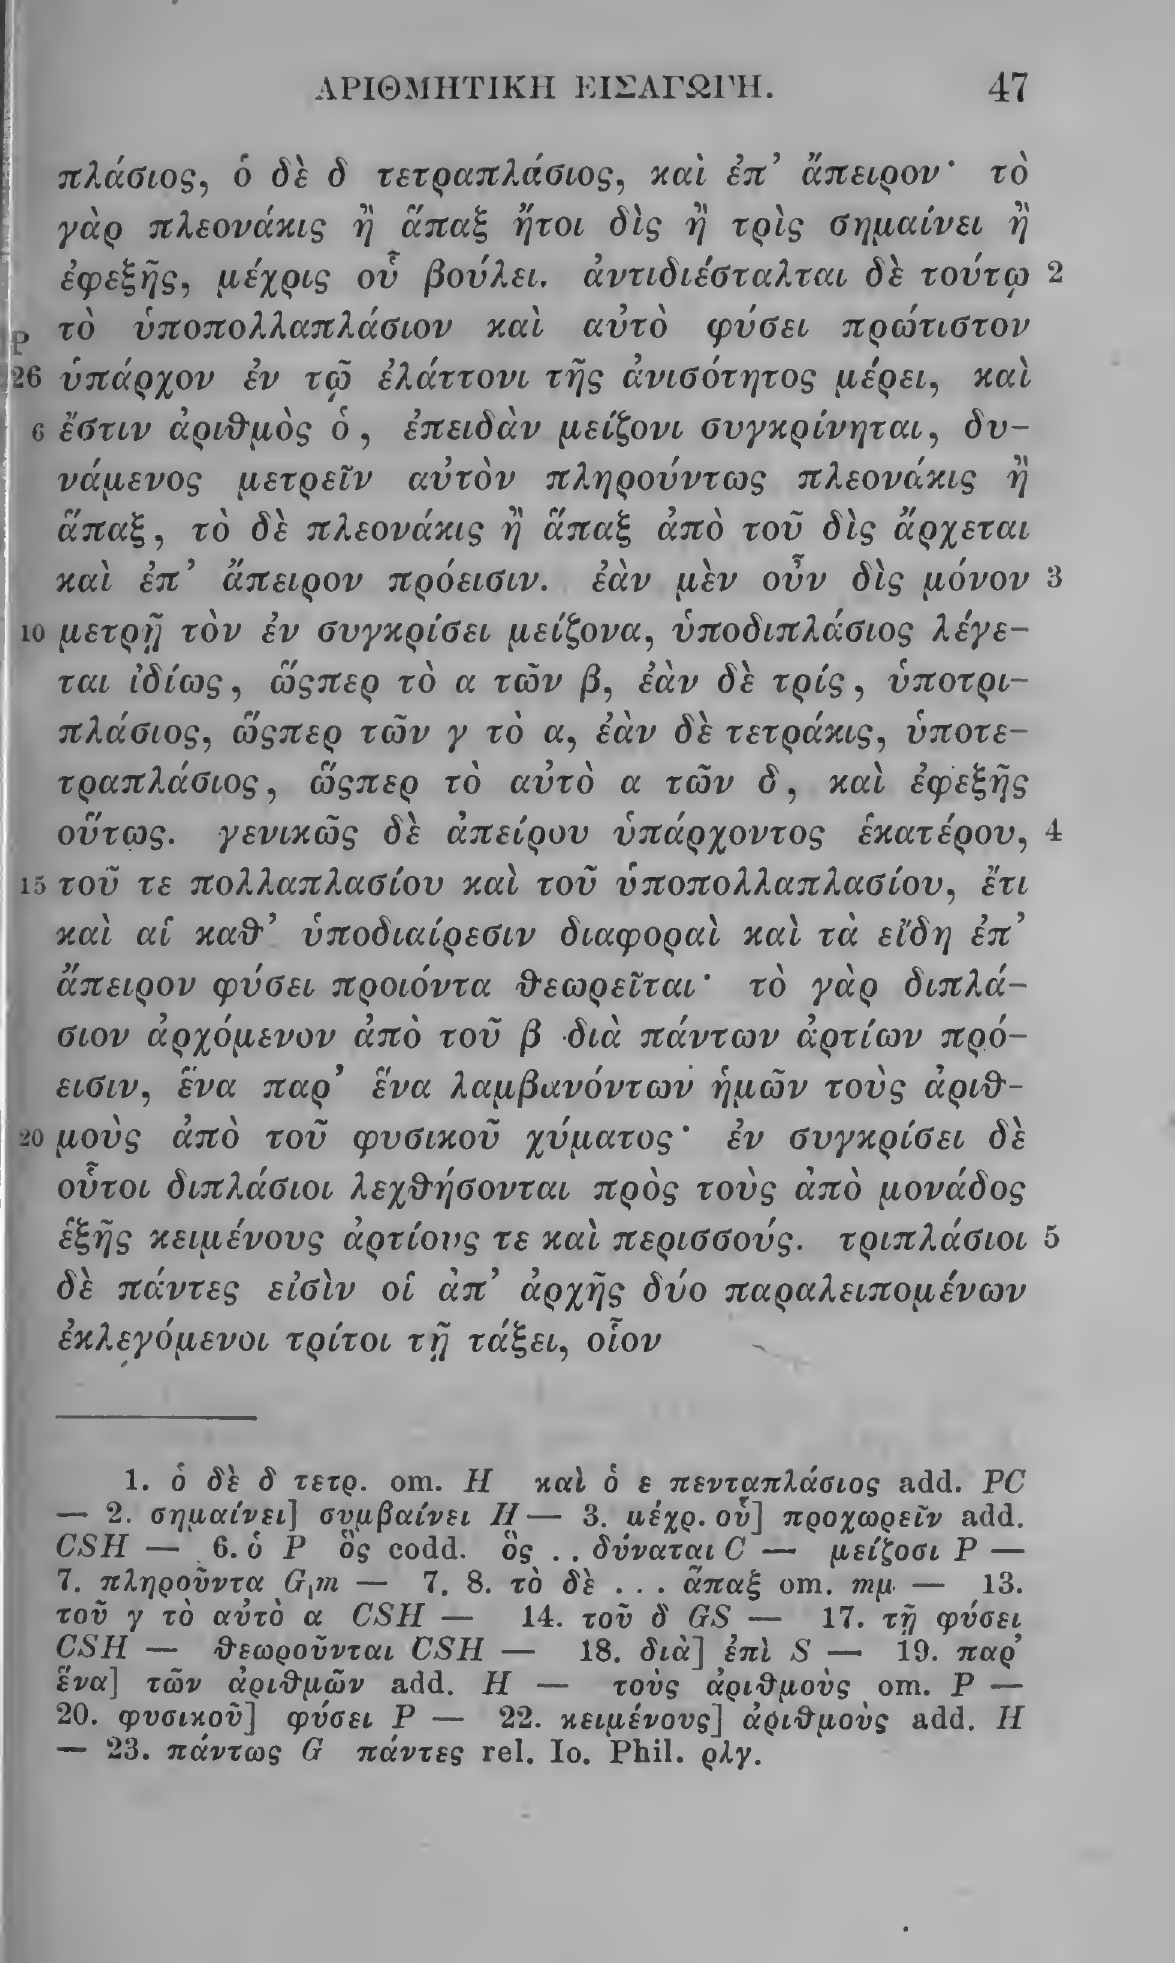 ΑΡΙΘΜΗΤΙΚΗ ΕΙΣΑΓΩΓΗ. 47
πλάσιος, ὁ δὲ δ τετραπλάσιος, καὶ ἐπ’ ἄπειρον· τὸ
γὰρ πλεονάκις ἢ ἅπαξ ἤτοι δὶς ἢ τρὶς σημαίνει ἢ
ἐφεξῆς, μέχρις οὗ βούλει. ἀντιδιέσταλται δὲ τούτῳ 2
P τὸ ὑποπολλαπλάσιον καὶ αὐτὸ φύσει πρώτιστον
26 ὑπάρχον ἐν τῷ ἐλάττονι τῆς ἀνισότητος μέρει, καὶ
6 ἔστιν ἀριθμὸς ὁ, ἐπειδὰν μείζονι συγκρίνηται, δυ-
νάμενος μετρεῖν αὐτὸν πληρούντως πλεονάκις ἢ
ἅπαξ, τὸ δὲ πλεονάκις ἢ ἅπαξ ἀπὸ τοῦ δὶς ἄρχεται
καὶ ἐπ’ ἄπειρον πρόεισιν. ἐὰν μὲν οὖν δὶς μόνον 3
10 μετρῇ τὸν ἐν συγκρίσει μείζονα, ὑποδιπλάσιος λέγε-
ται ἰδίως, ὥςπερ τὸ α τῶν β, ἐὰν δὲ τρίς, ὑποτρι-
πλάσιος, ὥςπερ τῶν γ τὸ α, ἐὰν δὲ τετράκις, ὑποτε-
τραπλάσιος, ὥςπερ τὸ αὐτὸ α τῶν δ, καὶ ἐφεξῆς
οὕτως. γενικῶς δὲ ἀπείρου ὑπάρχοντος ἑκατέρου, 4
15 τοῦ τε πολλαπλασίου καὶ τοῦ ὑποπολλαπλασίου, ἔτι
καὶ αἱ καθ’ ὑποδιαίρεσιν διαφοραὶ καὶ τὰ εἴδη ἐπ’
ἄπειρον φύσει προιόντα θεωρεῖται· τὸ γὰρ διπλά-
σιον ἀρχόμενον ἀπὸ τοῦ β διὰ πάντων ἀρτίων πρό-
εισιν, ἕνα παρ’ ἕνα λαμβανόντων ἡμῶν τοὺς ἀριθ-
20 μοὺς ἀπὸ τοῦ φυσικοῦ χύματος· ἐν συγκρίσει δὲ
οὗτοι διπλάσιοι λεχθήσονται πρὸς τοὺς ἀπὸ μονάδος
ἑξῆς κειμένους ἀρτίους τε καὶ περισσούς. τριπλάσιοι 5
δὲ πάντες εἰσὶν οἱ ἀπ’ ἀρχῆς δύο παραλειπομένων
ἐκλεγόμενοι τρίτοι τῇ τάξει, οἷον
1. ὁ δὲ δ τετρ. om. H καὶ ὁ ε πενταπλάσιος add. PC
— 2. σημαίνει] συμβαίνει H — 3. μέχρ. οὗ] προχωρεῖν add.
CSH — 6. ὁ P ὃς codd. ὃς . . δύναται C — μείζοσι P —
7. πληροῦντα G₁m — 7. 8. τὸ δὲ . . . ἅπαξ om. mμ — 13.
τοῦ γ τὸ αὐτὸ α CSH — 14. τοῦ δ GS — 17. τῇ φύσει
CSH — θεωροῦνται CSH — 18. διὰ] ἐπὶ S — 19. παρ’
ἕνα] τῶν ἀριθμῶν add. H — τοὺς ἀριθμοὺς om. P —
20. φυσικοῦ] φύσει P — 22. κειμένους] ἀριθμοὺς add. H
— 23. πάντως G πάντες rel. Io. Phil. ρλγ.